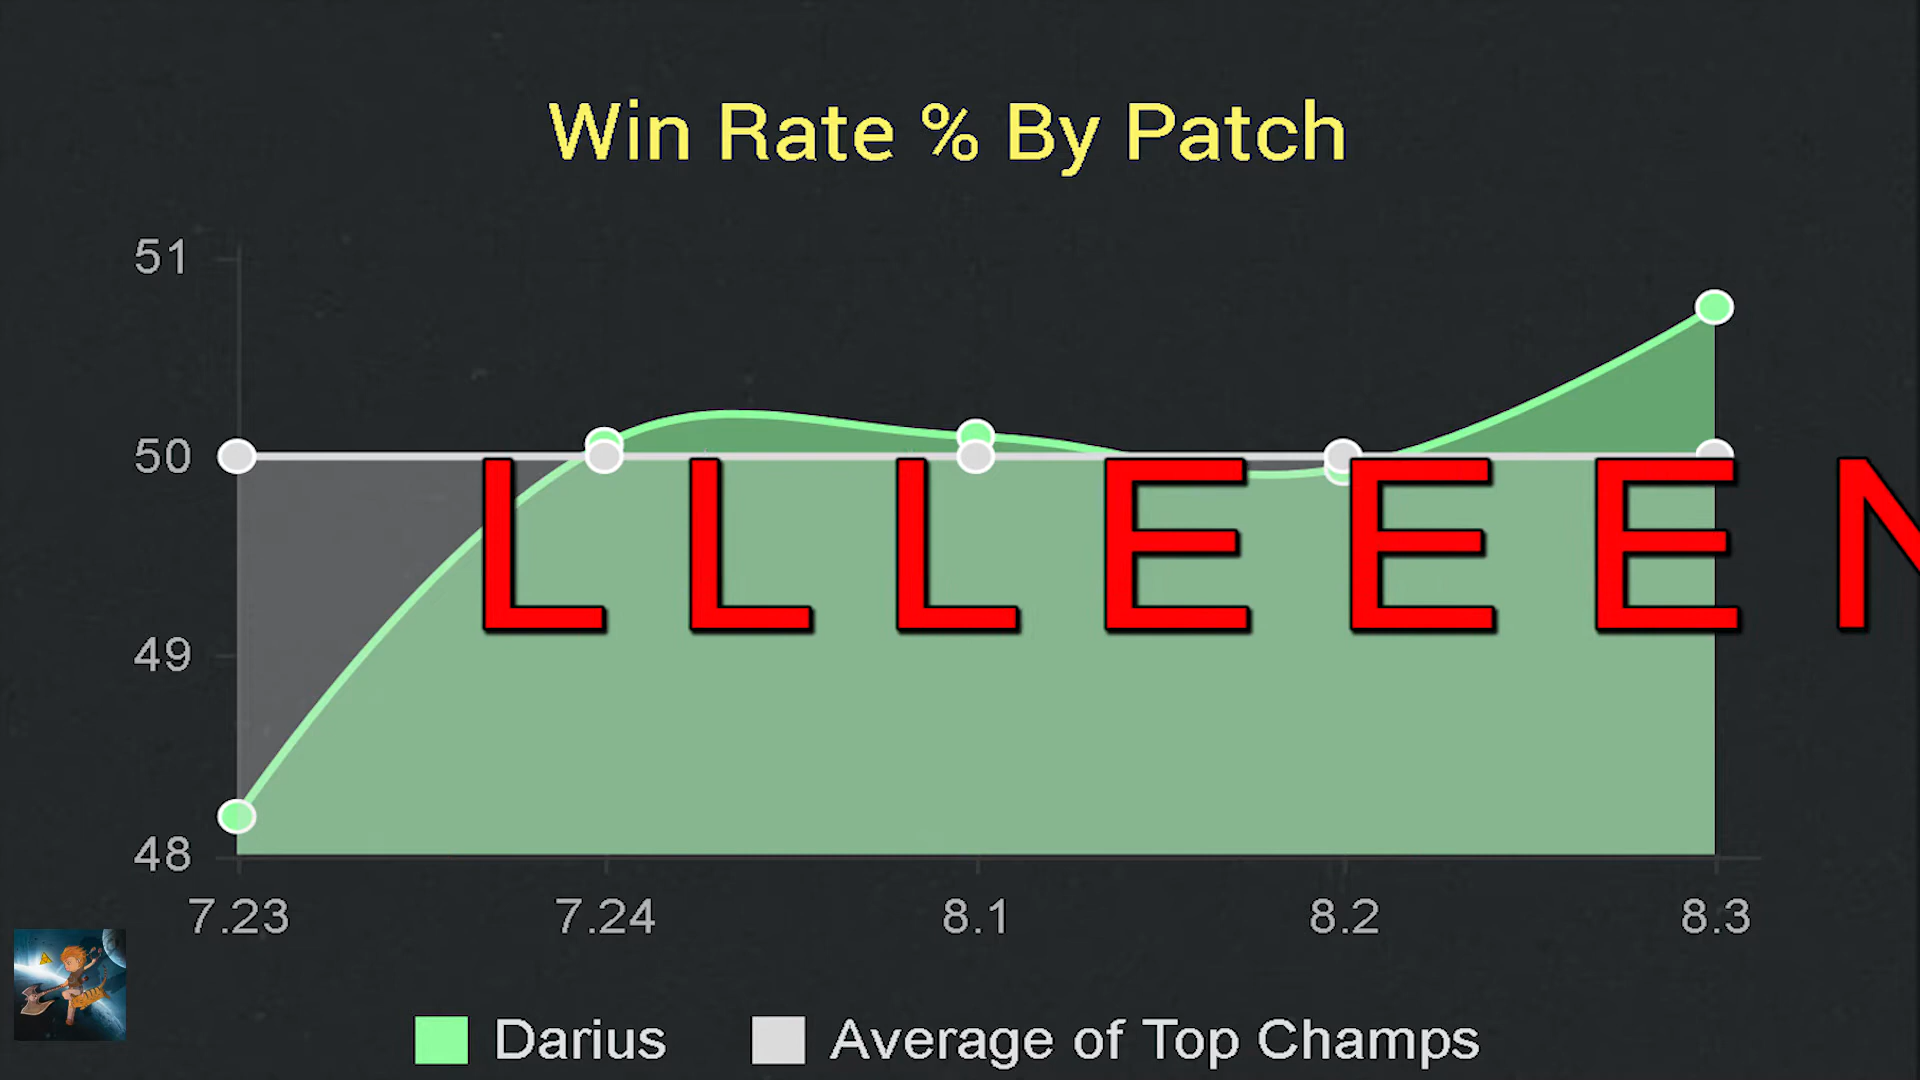 Win Rate % By Patch
51
50
LLLEEEN
49
48
7.23 7.24 8.1 8.2 8.3
Darius Average of Top Champs